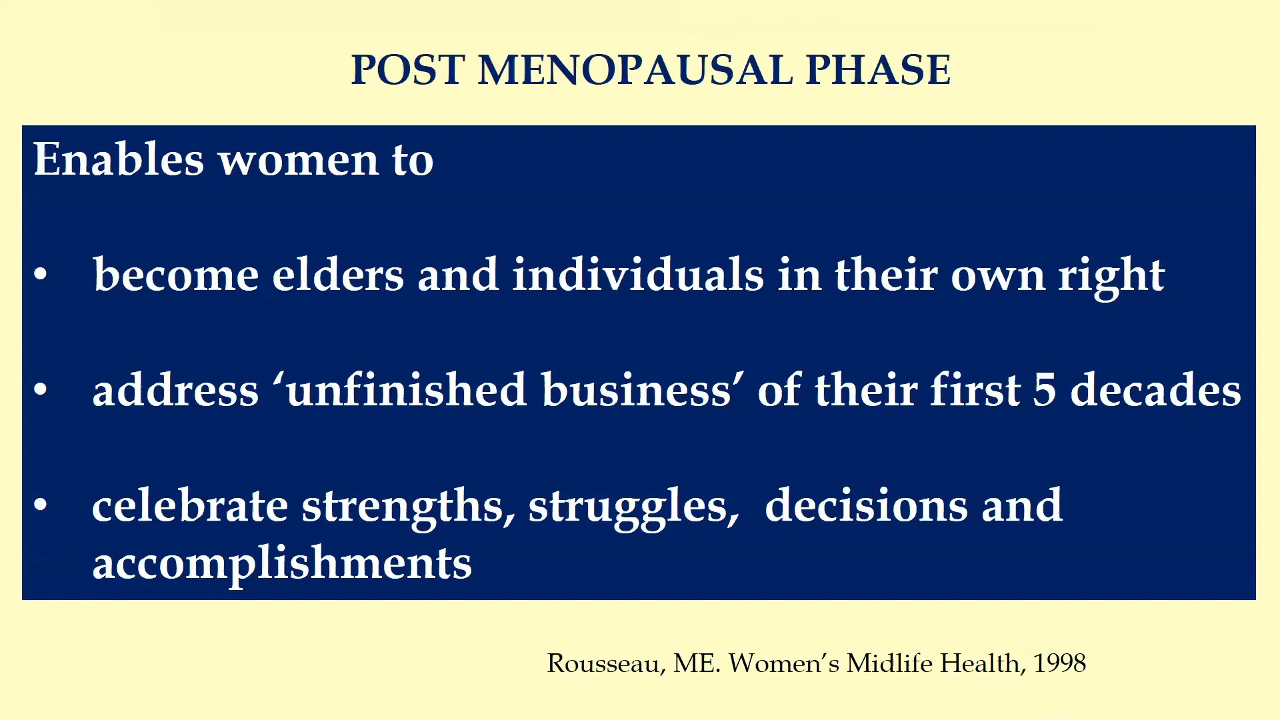 POST MENOPAUSAL PHASE
Enables women to
• become elders and individuals in their own right
• address ‘unfinished business’ of their first 5 decades
• celebrate strengths, struggles,  decisions and
accomplishments
Rousseau, ME. Women’s Midlife Health, 1998